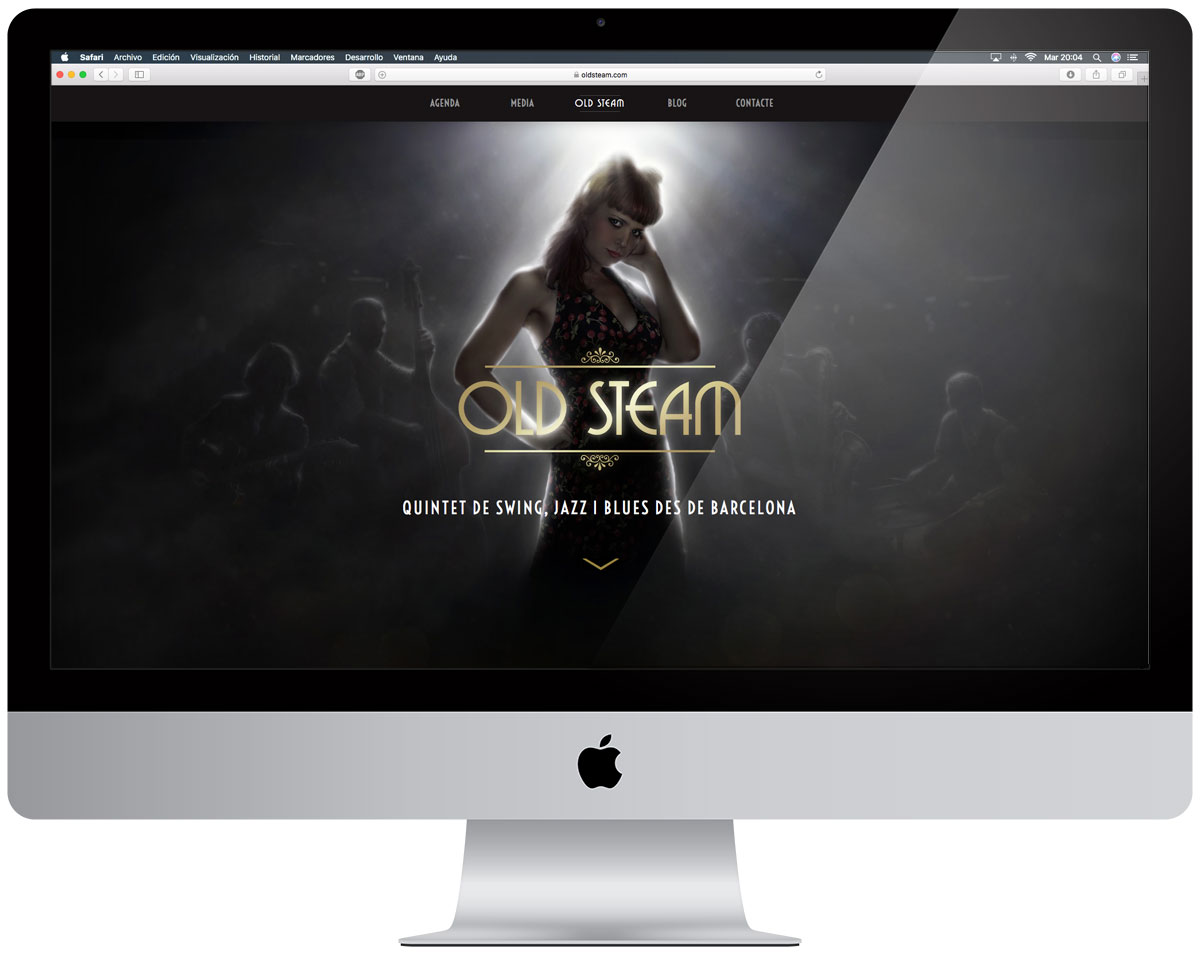 Safari Archivo Edición Visualización Historial Marcadores Desarrollo Ventana Ayuda Mar 20:04
ABP oldsteam.com
AGENDA MEDIA OLD STEAM BLOG CONTACTE
OLD STEAM
QUINTET DE SWING, JAZZ I BLUES DES DE BARCELONA